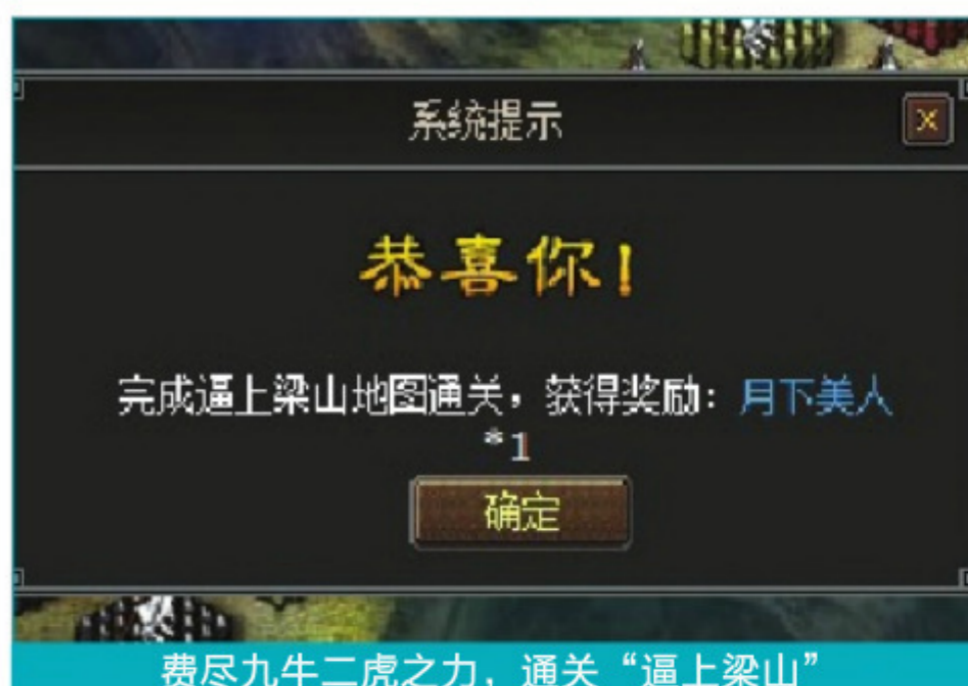 系统提示
恭喜你!
完成逼上梁山地图通关，获得奖励：月下美人
*1
确定
费尽九牛二虎之力，通关“逼上梁山”